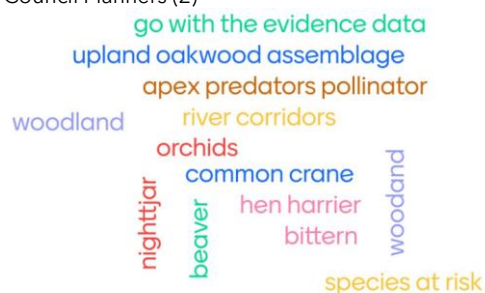 Council Planners (2)
go with the evidence data
upland oakwood assemblage
apex predators pollinator
woodland
river corridors
orchids
common crane
nighttjar
beaver
hen harrier
woodand
bittern
species at risk